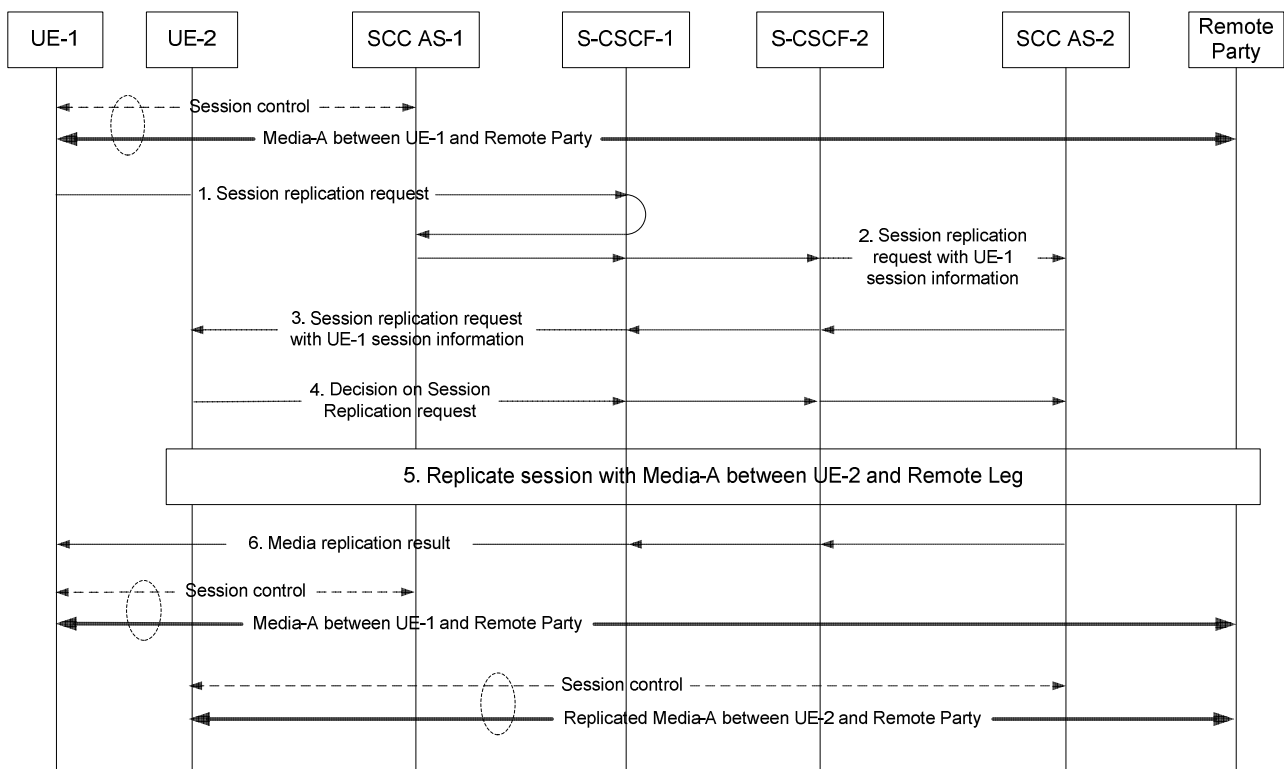 UE-1
UE-2
SCC AS-1
S-CSCF-1
S-CSCF-2
SCC AS-2
Remote
Party
Session control
Media-A between UE-1 and Remote Party
1. Session replication request
2. Session replication
request with UE-1
session information
3. Session replication request
with UE-1 session information
4. Decision on Session
Replication request
5. Replicate session with Media-A between UE-2 and Remote Leg
6. Media replication result
Session control
Media-A between UE-1 and Remote Party
Session control
Replicated Media-A between UE-2 and Remote Party